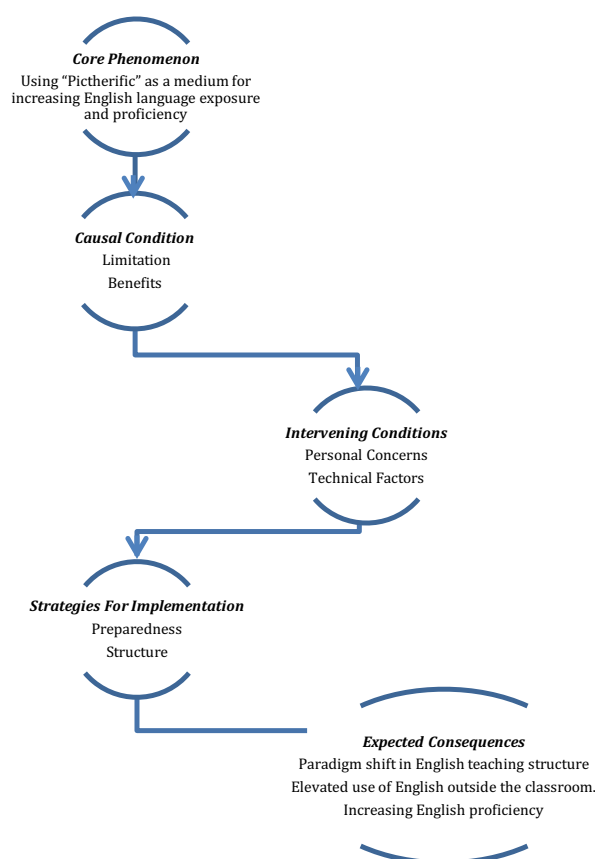 Core Phenomenon
Using “Pictherific” as a medium for
increasing English language exposure
and proficiency
Causal Condition
Limitation
Benefits
Intervening Conditions
Personal Concerns
Technical Factors
Strategies For Implementation
Preparedness
Structure
Expected Consequences
Paradigm shift in English teaching structure
Elevated use of English outside the classroom.
Increasing English proficiency